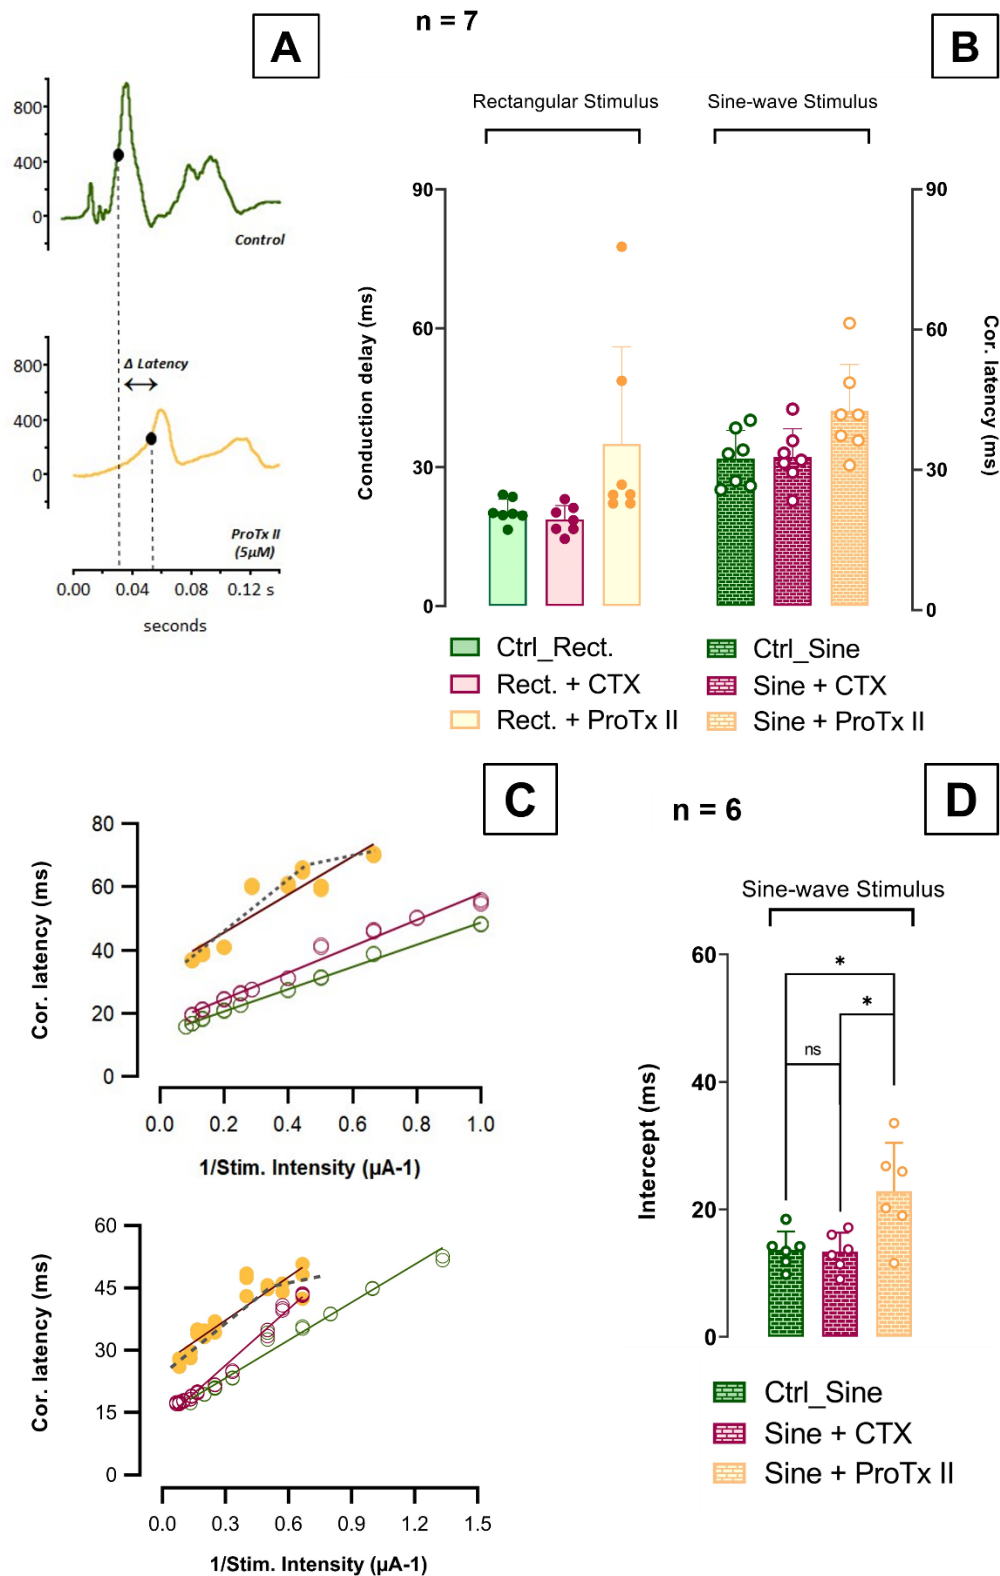 n = 7
A
B
800
400
0
Control
Δ Latency
800
400
0
ProTx II
(5µM)
0.00 0.04 0.08 0.12 s
seconds
Rectangular Stimulus
Sine-wave Stimulus
90
60
30
0
Conduction delay (ms)
90
60
30
0
Cor. latency (ms)
Ctrl_Rect.
Rect. + CTX
Rect. + ProTx II
Ctrl_Sine
Sine + CTX
Sine + ProTx II
C
80
60
40
20
0
Cor. latency (ms)
0.0 0.2 0.4 0.6 0.8 1.0
1/Stim. Intensity (µA-1)
60
45
30
15
0
Cor. latency (ms)
0.0 0.3 0.6 0.9 1.2 1.5
1/Stim. Intensity (µA-1)
n = 6
D
Sine-wave Stimulus
60
40
20
0
Intercept (ms)
*
*
ns
Ctrl_Sine
Sine + CTX
Sine + ProTx II